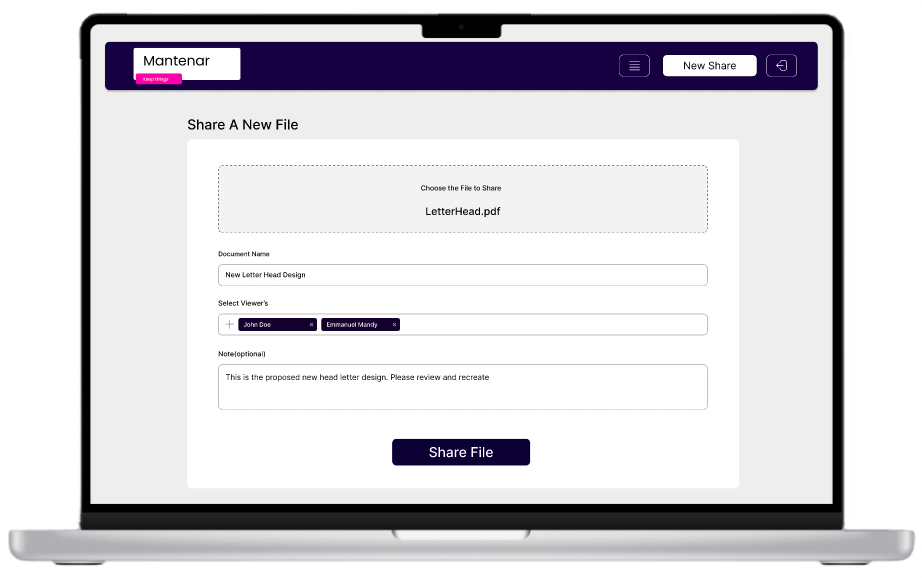 Mantenar
Keep things
New Share
Share A New File
Choose the File to Share
LetterHead.pdf
Document Name
New Letter Head Design
Select Viewer's
John Doe × Emmanuel Mandy ×
Note(optional)
This is the proposed new head letter design. Please review and recreate
Share File